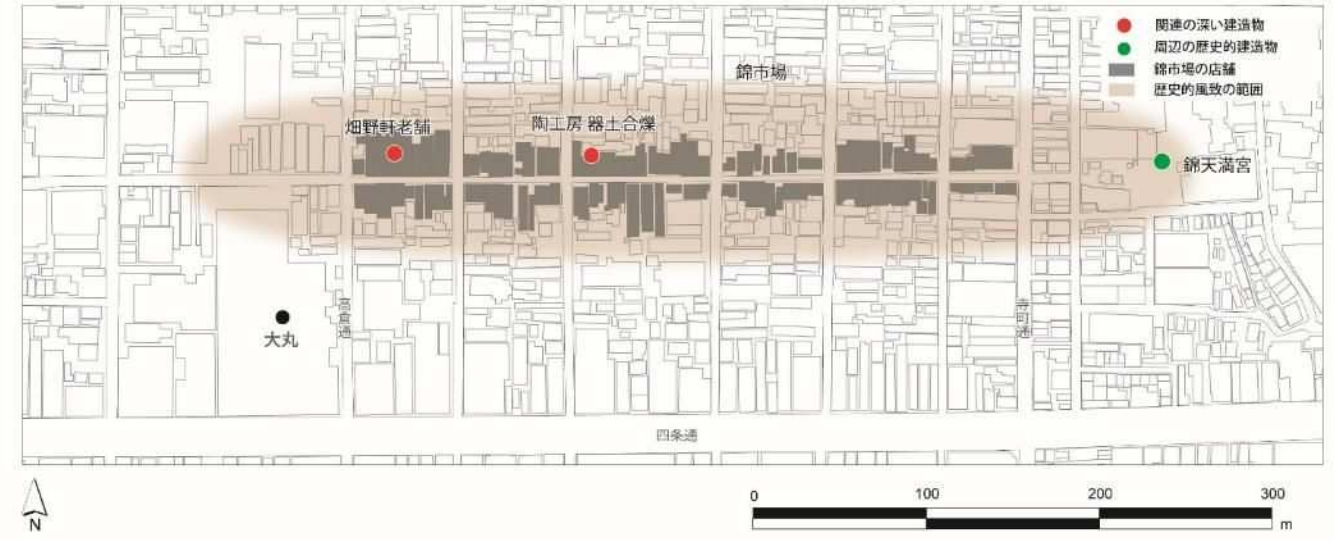 関連の深い建造物
周辺の歴史的建造物
錦市場の店舗
歴史的風致の範囲
錦市場
畑野軒老舗
陶工房 器土合爍
錦天満宮
高倉通
寺町通
大丸
四条通
N
0 100 200 300
m